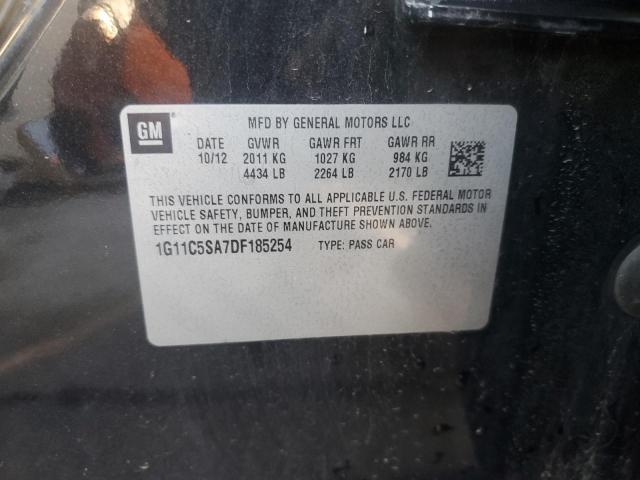 GM
MFD BY GENERAL MOTORS LLC
DATE GVWR GAWR FRT GAWR RR
10/12 2011 KG 1027 KG 984 KG
4434 LB 2264 LB 2170 LB
THIS VEHICLE CONFORMS TO ALL APPLICABLE U.S. FEDERAL MOTOR
VEHICLE SAFETY, BUMPER, AND THEFT PREVENTION STANDARDS IN
EFFECT ON THE DATE OF MANUFACTURE SHOWN ABOVE.
1G11C5SA7DF185254 TYPE: PASS CAR